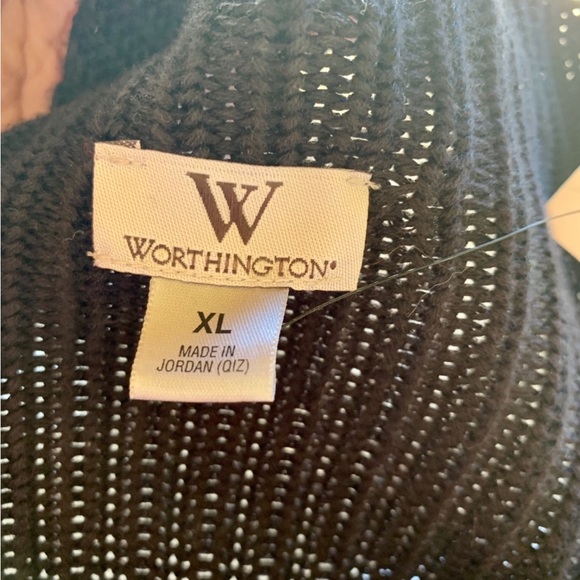 W
WORTHINGTON®
XL
MADE IN
JORDAN (QIZ)